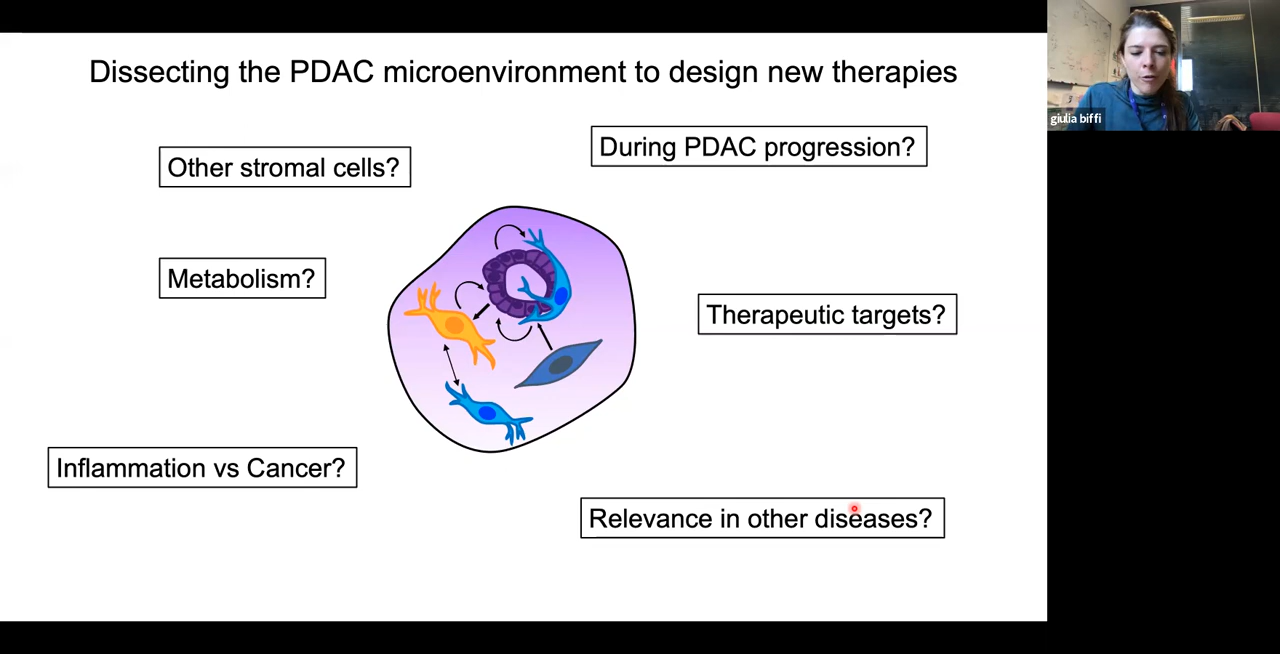 Dissecting the PDAC microenvironment to design new therapies
giulia biffi
During PDAC progression?
Other stromal cells?
Metabolism?
Therapeutic targets?
Inflammation vs Cancer?
Relevance in other diseases?